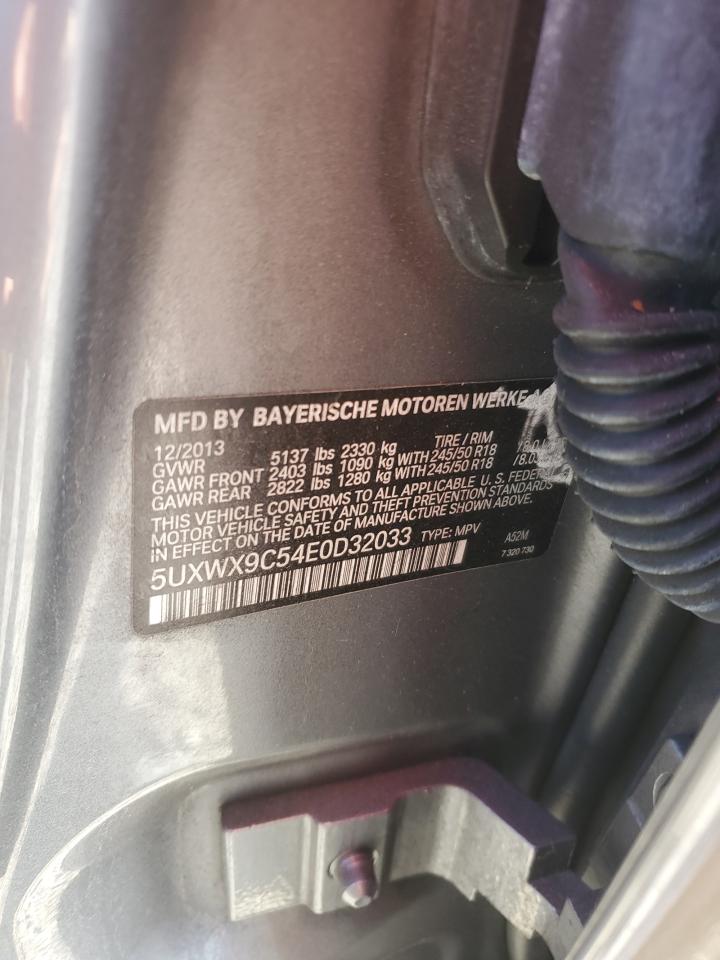 MFD BY BAYERISCHE MOTOREN WERKE
12/2013 TIRE / RIM
GVWR 5137 lbs 2330 kg
GAWR FRONT 2403 lbs 1090 kg WITH 245/50 R18
GAWR REAR 2822 lbs 1280 kg WITH 245/50 R18
THIS VEHICLE CONFORMS TO ALL APPLICABLE U.S. FEDERAL
MOTOR VEHICLE SAFETY AND THEFT PREVENTION STANDARDS
IN EFFECT ON THE DATE OF MANUFACTURE SHOWN ABOVE.
5UXWX9C54E0D32033 TYPE: MPV A52M
7 320 730